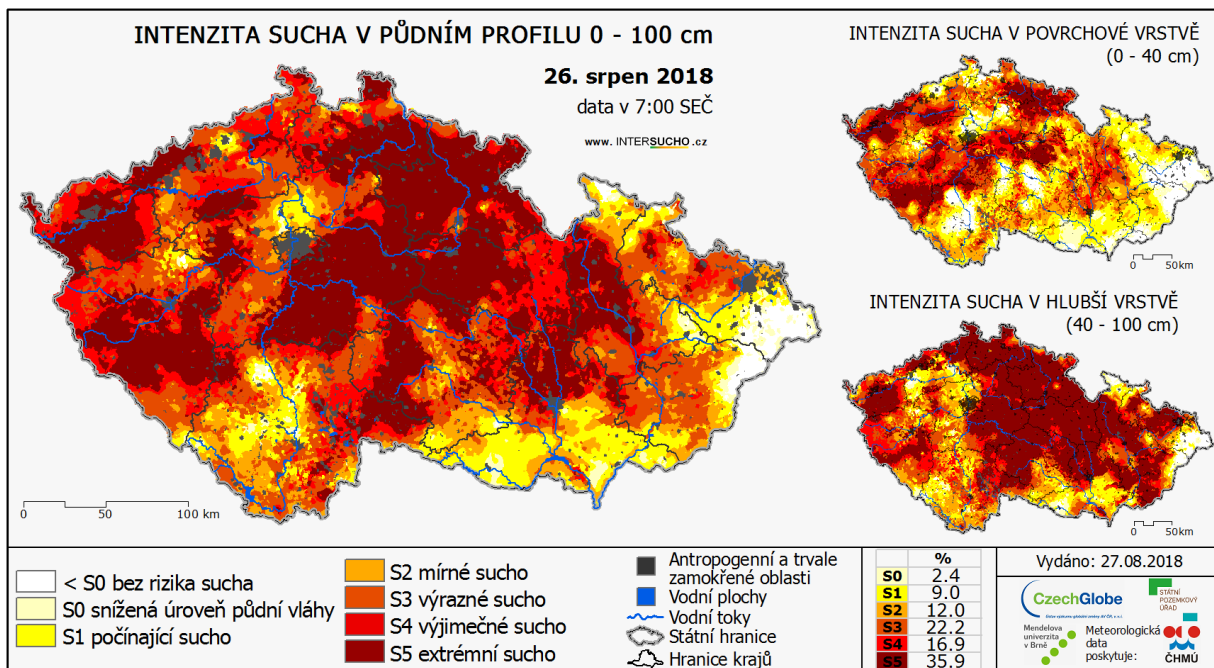 INTENZITA SUCHA V PŮDNÍM PROFILU 0 - 100 cm
26. srpen 2018
data v 7:00 SEČ
www. INTERSUCHO .cz
INTENZITA SUCHA V POVRCHOVÉ VRSTVĚ
(0 - 40 cm)
0 50km
INTENZITA SUCHA V HLUBŠÍ VRSTVĚ
(40 - 100 cm)
0 50km
0 50 100 km
< S0 bez rizika sucha
S0 snížená úroveň půdní vláhy
S1 počínající sucho
S2 mírné sucho
S3 výrazné sucho
S4 výjimečné sucho
S5 extrémní sucho
Antropogenní a trvale
zamokřené oblasti
Vodní plochy
Vodní toky
Státní hranice
Hranice krajů
%
S0 2.4
S1 9.0
S2 12.0
S3 22.2
S4 16.9
S5 35.9
Vydáno: 27.08.2018
CzechGlobe
STÁTNÍ
POZEMKOVÝ
ÚŘAD
Mendelova
univerzita
v Brně
Meteorologická
data
poskytuje:
ČHMÚ